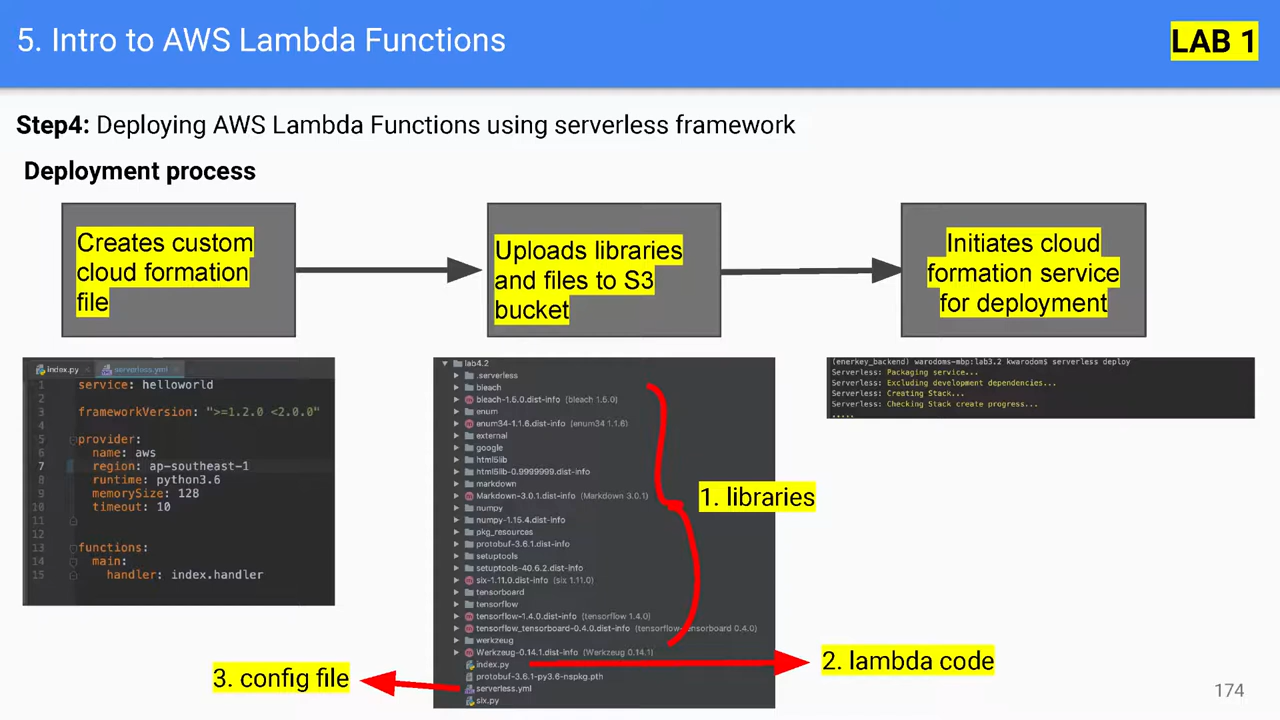 5. Intro to AWS Lambda Functions
LAB 1
Step4: Deploying AWS Lambda Functions using serverless framework
Deployment process
Creates custom
cloud formation
file
Uploads libraries
and files to S3
bucket
Initiates cloud
formation service
for deployment
index.py
serverless.yml
1 service: helloworld
2
3 frameworkVersion: ">=1.2.0 <2.0.0"
4
5 provider:
6 name: aws
7 region: ap-southeast-1
8 runtime: python3.6
9 memorySize: 128
10 timeout: 10
11
12
13 functions:
14 main:
15 handler: index.handler
lab4.2
.serverless
bleach
bleach-1.5.0.dist-info (bleach 1.5.0)
enum
enum34-1.1.6.dist-info (enum34 1.1.6)
external
google
html5lib
html5lib-0.9999999.dist-info
markdown
Markdown-3.0.1.dist-info (Markdown 3.0.1)
numpy
numpy-1.15.4.dist-info
pkg_resources
protobuf-3.6.1.dist-info
setuptools
setuptools-40.6.2.dist-info
six-1.11.0.dist-info (six 1.11.0)
tensorboard
tensorflow
tensorflow-1.4.0.dist-info (tensorflow 1.4.0)
tensorflow_tensorboard-0.4.0.dist-info (tensorflow-tensorboard 0.4.0)
werkzeug
Werkzeug-0.14.1.dist-info (Werkzeug 0.14.1)
index.py
protobuf-3.6.1-py3.6-nspkg.pth
serverless.yml
six.py
1. libraries
2. lambda code
3. config file
(enerkey_backend) warodoms-mbp:lab3.2 kwarodom$ serverless deploy
Serverless: Packaging service...
Serverless: Excluding development dependencies...
Serverless: Creating Stack...
Serverless: Checking Stack create progress...
.....
174